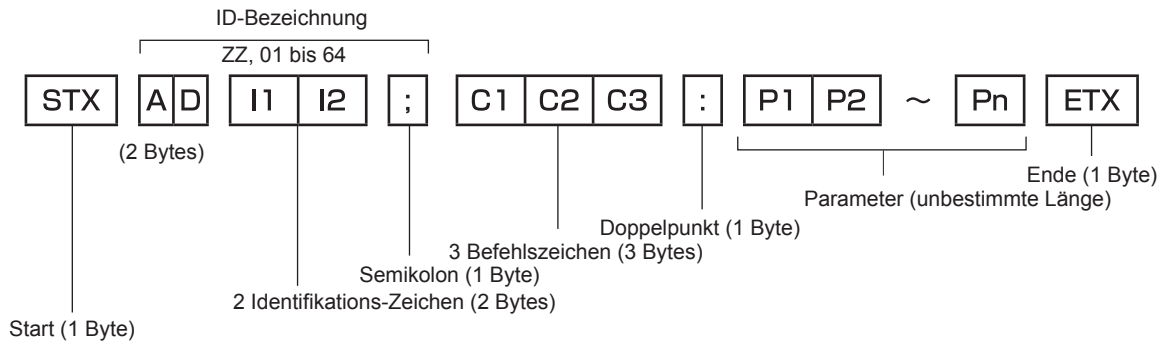 ID-Bezeichnung
ZZ, 01 bis 64
STX A D I1 I2 ; C1 C2 C3 : P1 P2 ~ Pn ETX
(2 Bytes)
Ende (1 Byte)
Parameter (unbestimmte Länge)
Doppelpunkt (1 Byte)
3 Befehlszeichen (3 Bytes)
Semikolon (1 Byte)
2 Identifikations-Zeichen (2 Bytes)
Start (1 Byte)